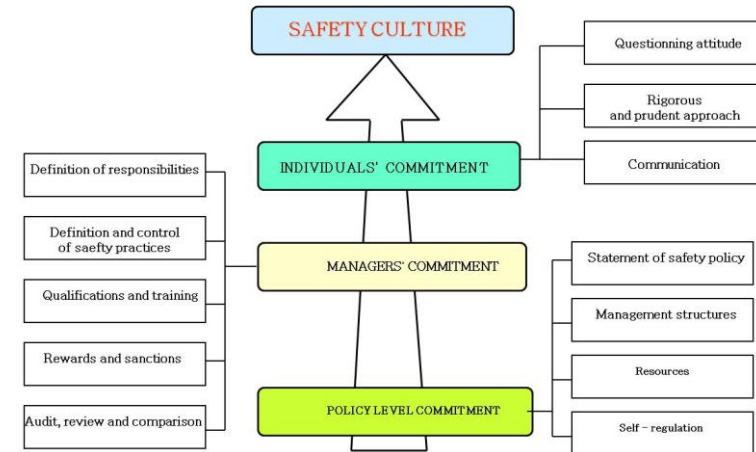 SAFETY CULTURE
Questionning attitude
Rigorous
and prudent approach
Communication
INDIVIDUALS' COMMITMENT
Definition of responsibilities
Definition and control
of saefty practices
Qualifications and training
Rewards and sanctions
Audit, review and comparison
MANAGERS' COMMITMENT
Statement of safety policy
Management structures
Resources
Self - regulation
POLICY LEVEL COMMITMENT